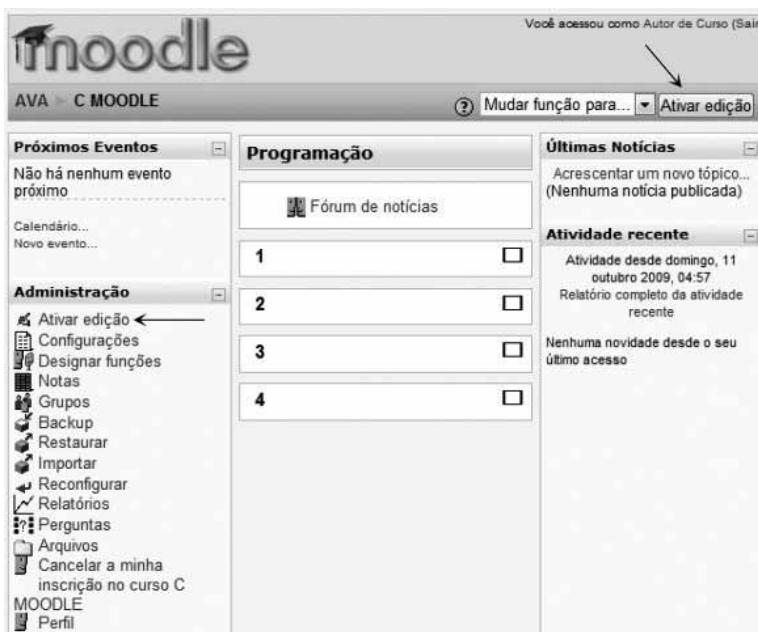 moodle
Você acessou como Autor de Curso (Sair
AVA ► C MOODLE
? Mudar função para... Ativar edição
Próximos Eventos
Não há nenhum evento
próximo
Calendário...
Novo evento...
Administração
Ativar edição
Configurações
Designar funções
Notas
Grupos
Backup
Restaurar
Importar
Reconfigurar
Relatórios
Perguntas
Arquivos
Cancelar a minha
inscrição no curso C
MOODLE
Perfil
Programação
Fórum de notícias
1
2
3
4
Últimas Notícias
Acrescentar um novo tópico...
(Nenhuma notícia publicada)
Atividade recente
Atividade desde domingo, 11
outubro 2009, 04:57
Relatório completo da atividade
recente
Nenhuma novidade desde o seu
último acesso